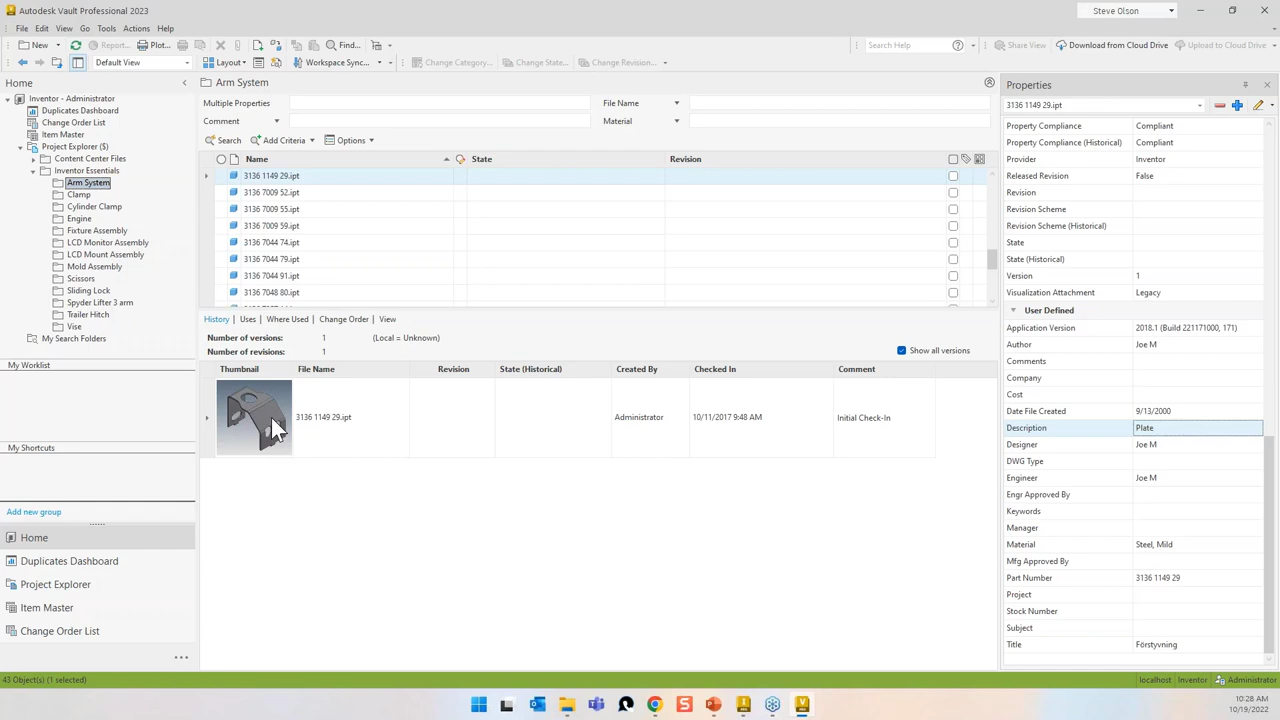 Autodesk Vault Professional 2023
Steve Olson
File Edit View Go Tools Actions Help
New Report... Plot... Find... Search Help Share View Download from Cloud Drive Upload to Cloud Drive
Default View Layout Workspace Sync... Change Category... Change State... Change Revision...
Home
Inventor - Administrator
Duplicates Dashboard
Change Order List
Item Master
Project Explorer ($)
Content Center Files
Inventor Essentials
Arm System
Clamp
Cylinder Clamp
Engine
Fixture Assembly
LCD Monitor Assembly
LCD Mount Assembly
Mold Assembly
Scissors
Sliding Lock
Spyder Lifter 3 arm
Trailer Hitch
Vise
My Search Folders
My Worklist
My Shortcuts
Add new group
Home
Duplicates Dashboard
Project Explorer
Item Master
Change Order List
Arm System
Multiple Properties File Name
Comment Material
Search Add Criteria Options
Name State Revision
3136 1149 29.ipt
3136 7009 52.ipt
3136 7009 55.ipt
3136 7009 59.ipt
3136 7044 74.ipt
3136 7044 79.ipt
3136 7044 91.ipt
3136 7048 80.ipt
History Uses Where Used Change Order View
Number of versions: 1 (Local = Unknown)
Number of revisions: 1
Show all versions
Thumbnail File Name Revision State (Historical) Created By Checked In Comment
3136 1149 29.ipt Administrator 10/11/2017 9:48 AM Initial Check-In
Properties
3136 1149 29.ipt
Property Compliance Compliant
Property Compliance (Historical) Compliant
Provider Inventor
Released Revision False
Revision
Revision Scheme
Revision Scheme (Historical)
State
State (Historical)
Version 1
Visualization Attachment Legacy
User Defined
Application Version 2018.1 (Build 221171000, 171)
Author Joe M
Comments
Company
Cost
Date File Created 9/13/2000
Description Plate
Designer Joe M
DWG Type
Engineer Joe M
Engr Approved By
Keywords
Manager
Material Steel, Mild
Mfg Approved By
Part Number 3136 1149 29
Project
Stock Number
Subject
Title Förstyvning
43 Object(s) (1 selected) localhost Inventor Administrator
10:28 AM
10/19/2022